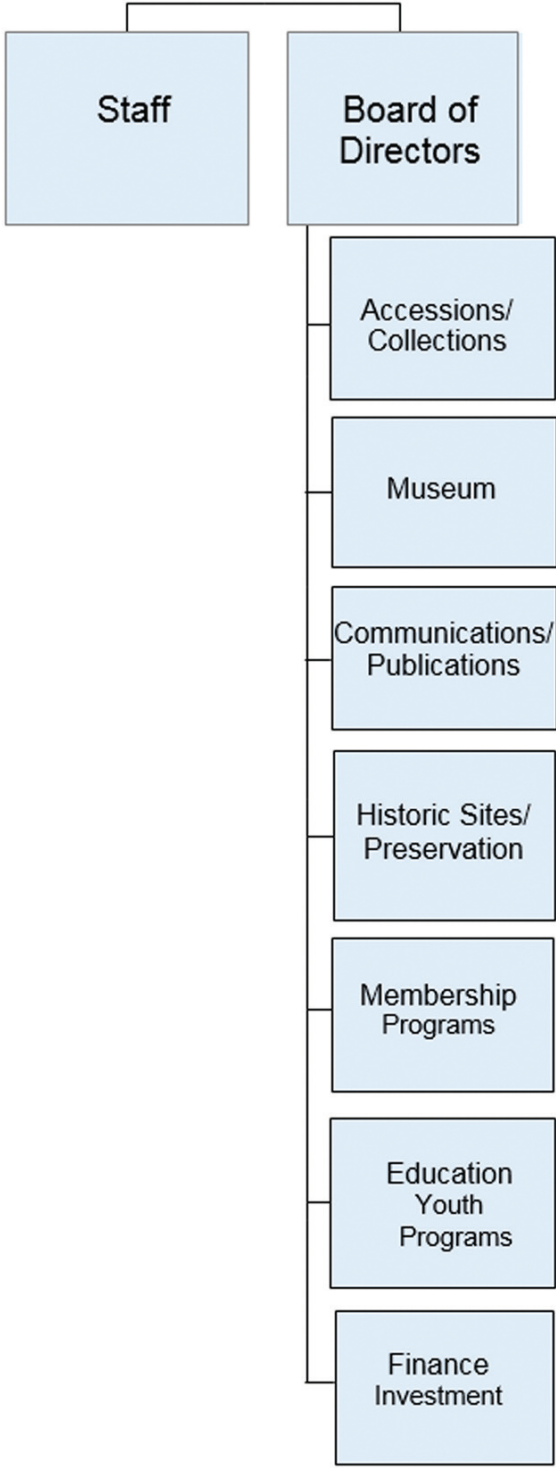 Staff
Board of
Directors
Accessions/
Collections
Museum
Communications/
Publications
Historic Sites/
Preservation
Membership
Programs
Education
Youth
Programs
Finance
Investment